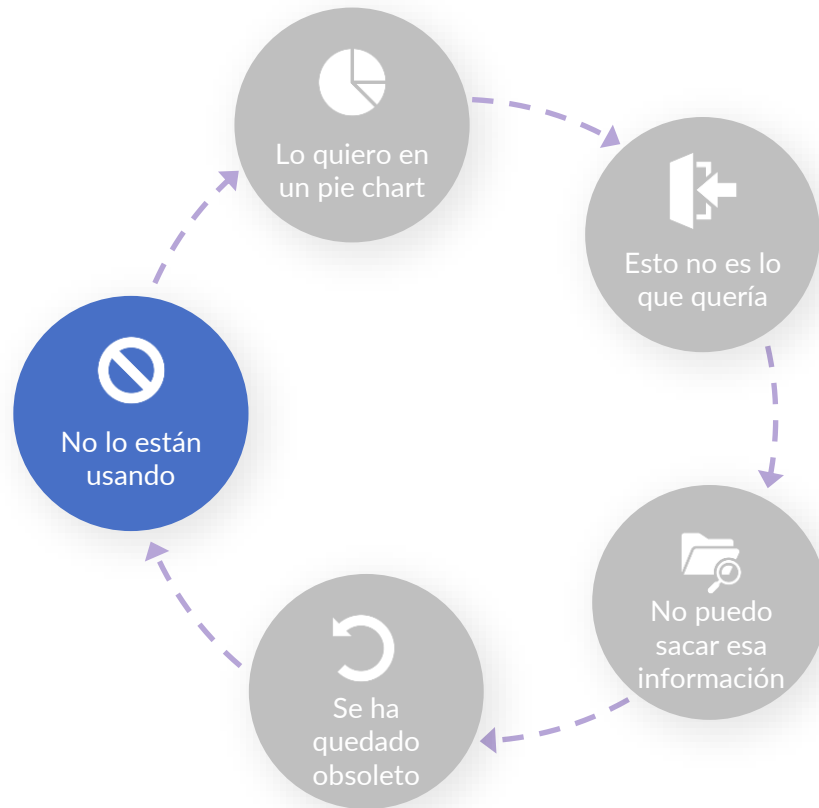 Lo quiero en
un pie chart
Esto no es lo
que quería
No puedo
sacar esa
información
Se ha
quedado
obsoleto
No lo están
usando